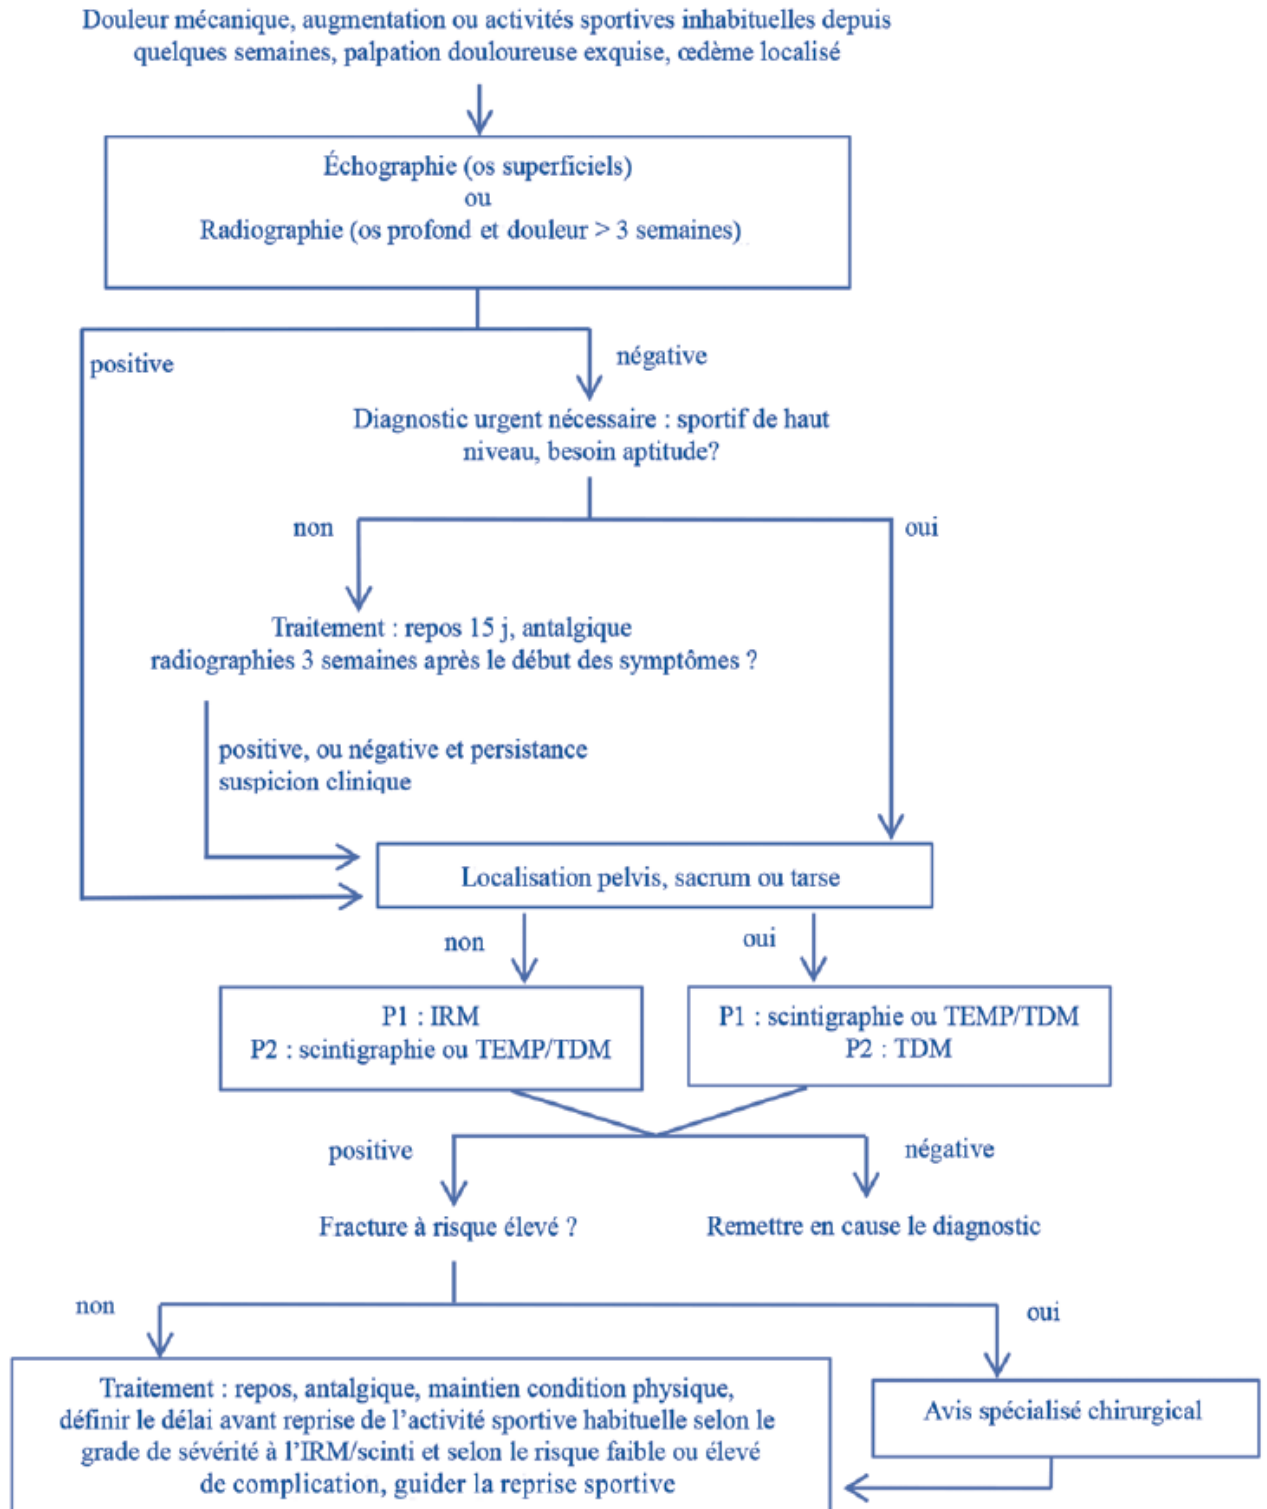 Douleur mécanique, augmentation ou activités sportives inhabituelles depuis
quelques semaines, palpation douloureuse exquise, œdème localisé
Échographie (os superficiels)
ou
Radiographie (os profond et douleur > 3 semaines)
positive
négative
Diagnostic urgent nécessaire : sportif de haut
niveau, besoin aptitude?
non
oui
Traitement : repos 15 j, antalgique
radiographies 3 semaines après le début des symptômes ?
positive, ou négative et persistance
suspicion clinique
Localisation pelvis, sacrum ou tarse
non
oui
P1 : IRM
P2 : scintigraphie ou TEMP/TDM
P1 : scintigraphie ou TEMP/TDM
P2 : TDM
positive
négative
Fracture à risque élevé ?
Remettre en cause le diagnostic
non
oui
Traitement : repos, antalgique, maintien condition physique,
définir le délai avant reprise de l’activité sportive habituelle selon le
grade de sévérité à l’IRM/scinti et selon le risque faible ou élevé
de complication, guider la reprise sportive
Avis spécialisé chirurgical